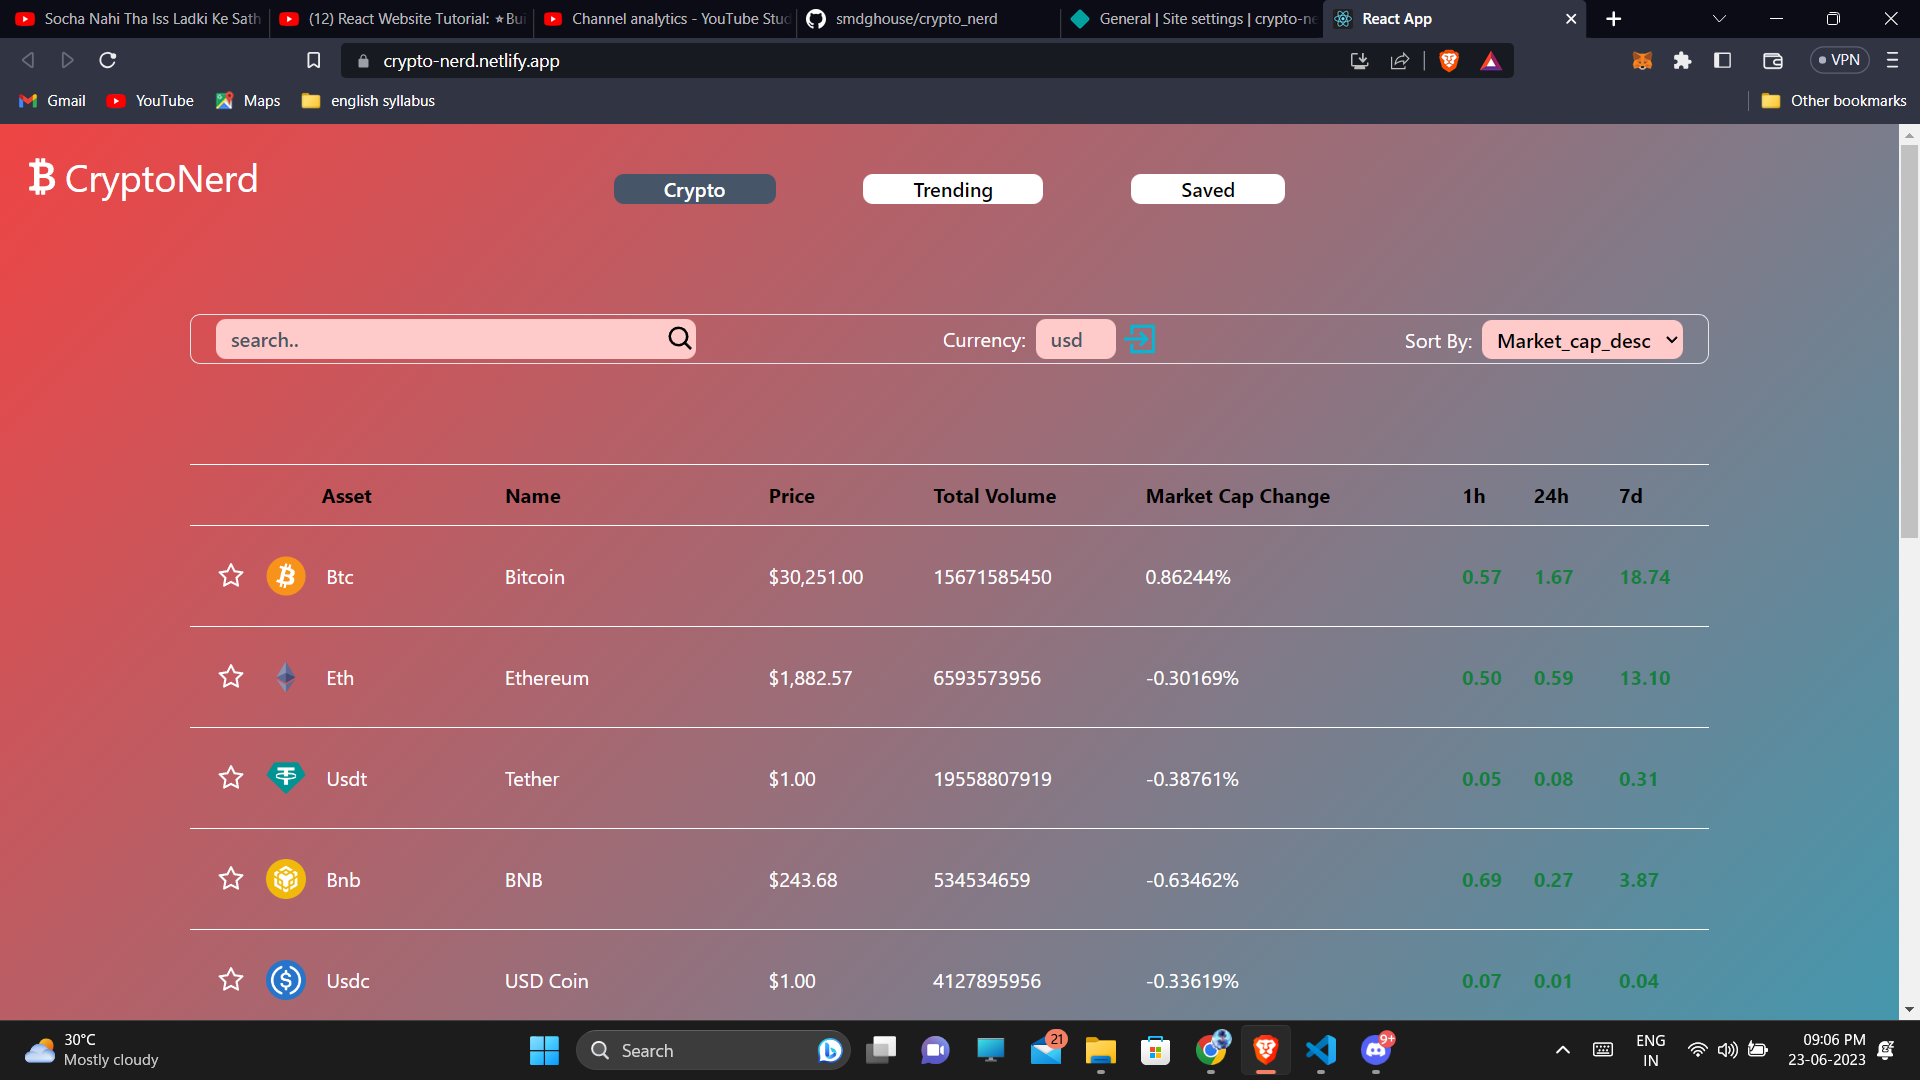 Socha Nahi Tha Iss Ladki Ke Sath (12) React Website Tutorial: ⭐Bui Channel analytics - YouTube Stud smdghouse/crypto_nerd General | Site settings | crypto-ne React App
crypto-nerd.netlify.app VPN
Gmail YouTube Maps english syllabus Other bookmarks
CryptoNerd Crypto Trending Saved
search.. Currency: usd Sort By: Market_cap_desc
Asset Name Price Total Volume Market Cap Change 1h 24h 7d
Btc Bitcoin $30,251.00 15671585450 0.86244% 0.57 1.67 18.74
Eth Ethereum $1,882.57 6593573956 -0.30169% 0.50 0.59 13.10
Usdt Tether $1.00 19558807919 -0.38761% 0.05 0.08 0.31
Bnb BNB $243.68 534534659 -0.63462% 0.69 0.27 3.87
Usdc USD Coin $1.00 4127895956 -0.33619% 0.07 0.01 0.04
30°C
Mostly cloudy
Search
21
9+
ENG
IN
09:06 PM
23-06-2023